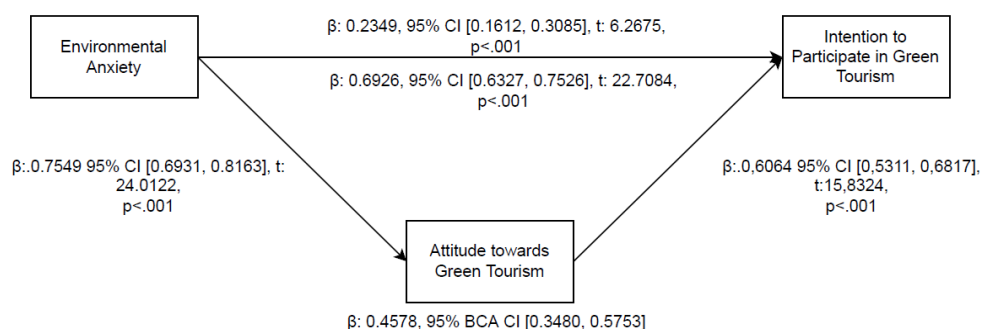 Environmental
Anxiety
β: 0.2349, 95% CI [0.1612, 0.3085], t: 6.2675,
p<.001
β: 0.6926, 95% CI [0.6327, 0.7526], t: 22.7084,
p<.001
Intention to
Participate in Green
Tourism
β:.0.7549 95% CI [0.6931, 0.8163], t:
24.0122,
p<.001
β:.0,6064 95% CI [0,5311, 0,6817],
t:15,8324,
p<.001
Attitude towards
Green Tourism
β: 0.4578, 95% BCA CI [0.3480, 0.5753]